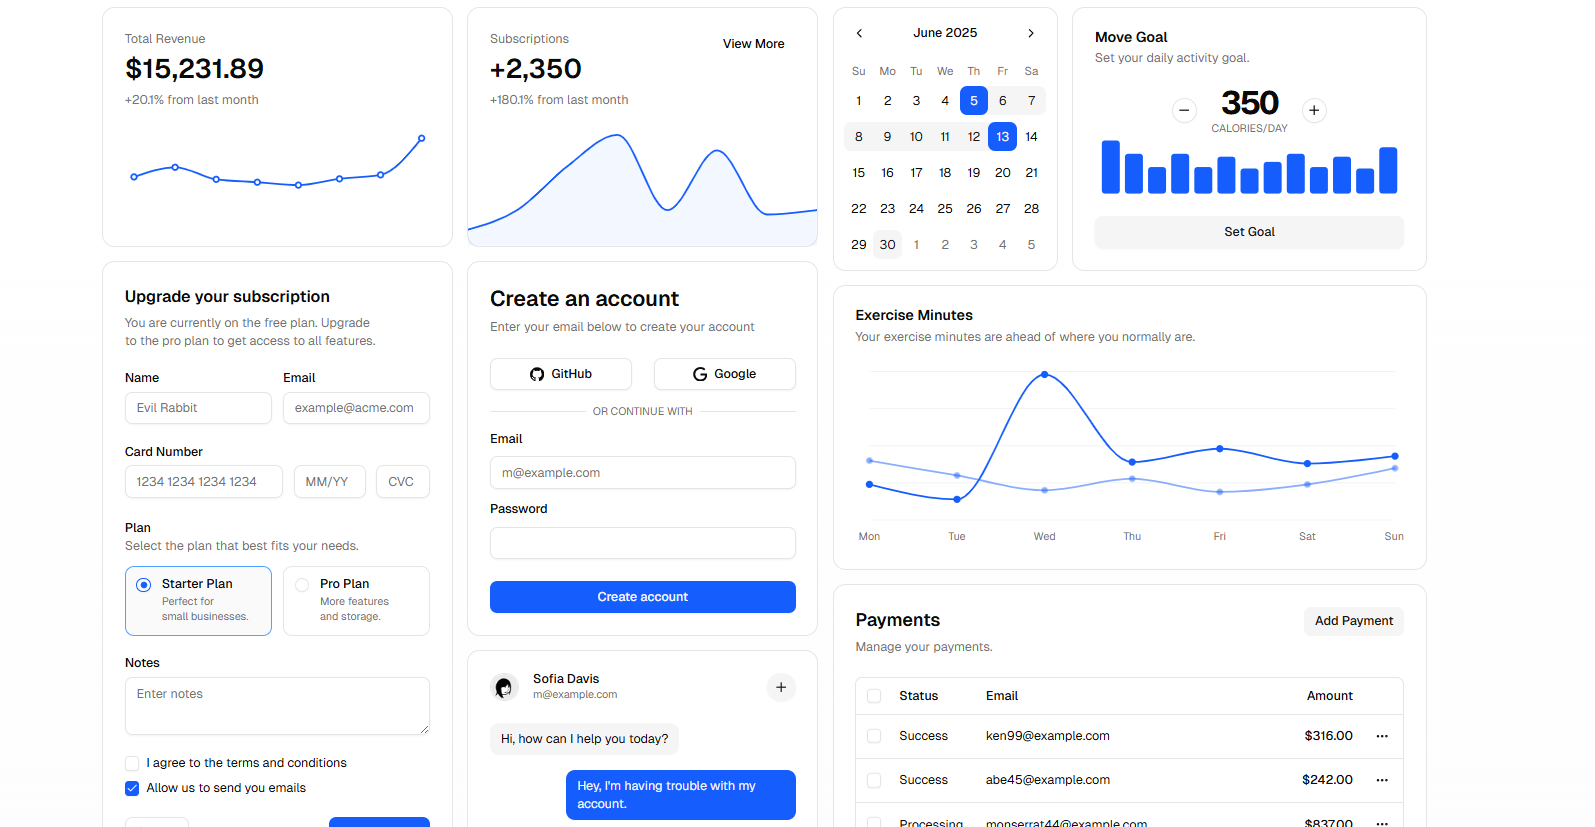 Total Revenue
$15,231.89
+20.1% from last month
Subscriptions
+2,350
+180.1% from last month
View More
June 2025
Su Mo Tu We Th Fr Sa
1 2 3 4 5 6 7
8 9 10 11 12 13 14
15 16 17 18 19 20 21
22 23 24 25 26 27 28
29 30 1 2 3 4 5
Move Goal
Set your daily activity goal.
350
CALORIES/DAY
Set Goal
Upgrade your subscription
You are currently on the free plan. Upgrade
to the pro plan to get access to all features.
Name
Email
Evil Rabbit
example@acme.com
Card Number
1234 1234 1234 1234
MM/YY
CVC
Plan
Select the plan that best fits your needs.
Starter Plan
Perfect for
small businesses.
Pro Plan
More features
and storage.
Notes
Enter notes
I agree to the terms and conditions
Allow us to send you emails
Create an account
Enter your email below to create your account
GitHub
Google
OR CONTINUE WITH
Email
m@example.com
Password
Create account
Sofia Davis
m@example.com
Hi, how can I help you today?
Hey, I'm having trouble with my
account.
Exercise Minutes
Your exercise minutes are ahead of where you normally are.
Mon Tue Wed Thu Fri Sat Sun
Payments
Manage your payments.
Add Payment
Status Email Amount
Success ken99@example.com $316.00
Success abe45@example.com $242.00
Processing monserrat44@example.com $837.00